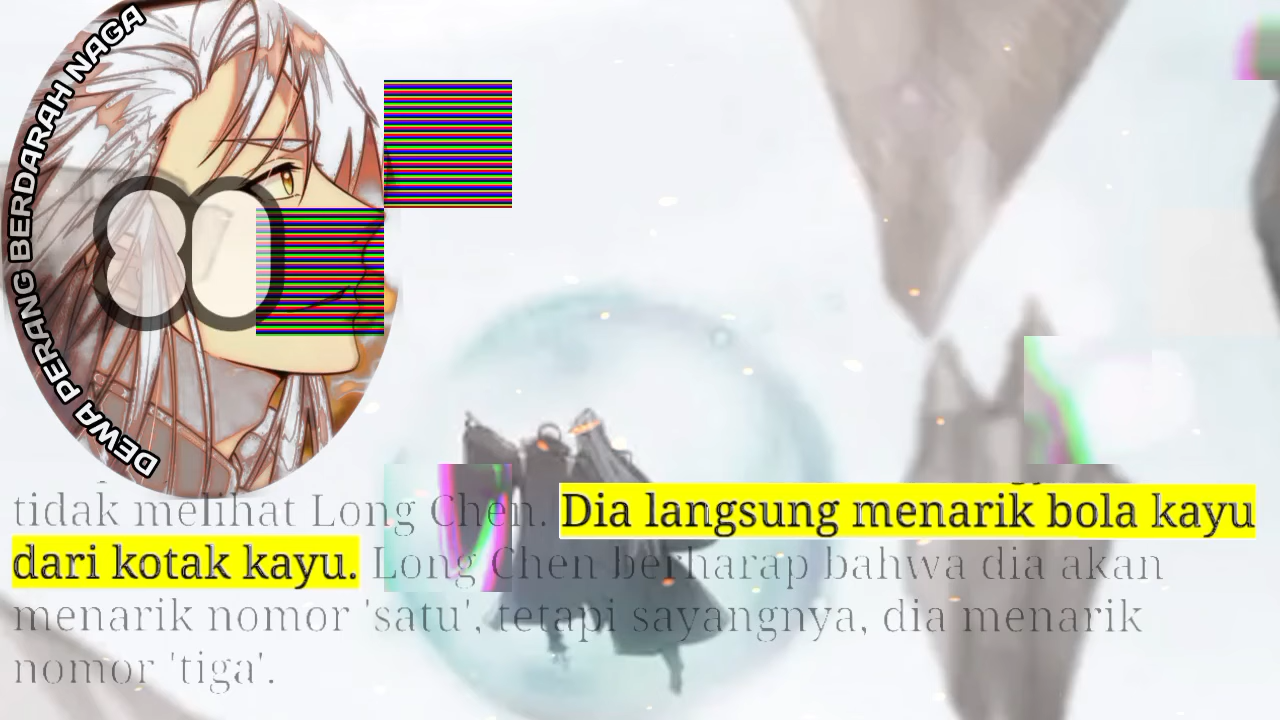 DEWA PERANG BERDARAH NAGA
80
tidak melihat Long Chen. Dia langsung menarik bola kayu
dari kotak kayu. Long Chen berharap bahwa dia akan
menarik nomor 'satu', tetapi sayangnya, dia menarik
nomor 'tiga'.